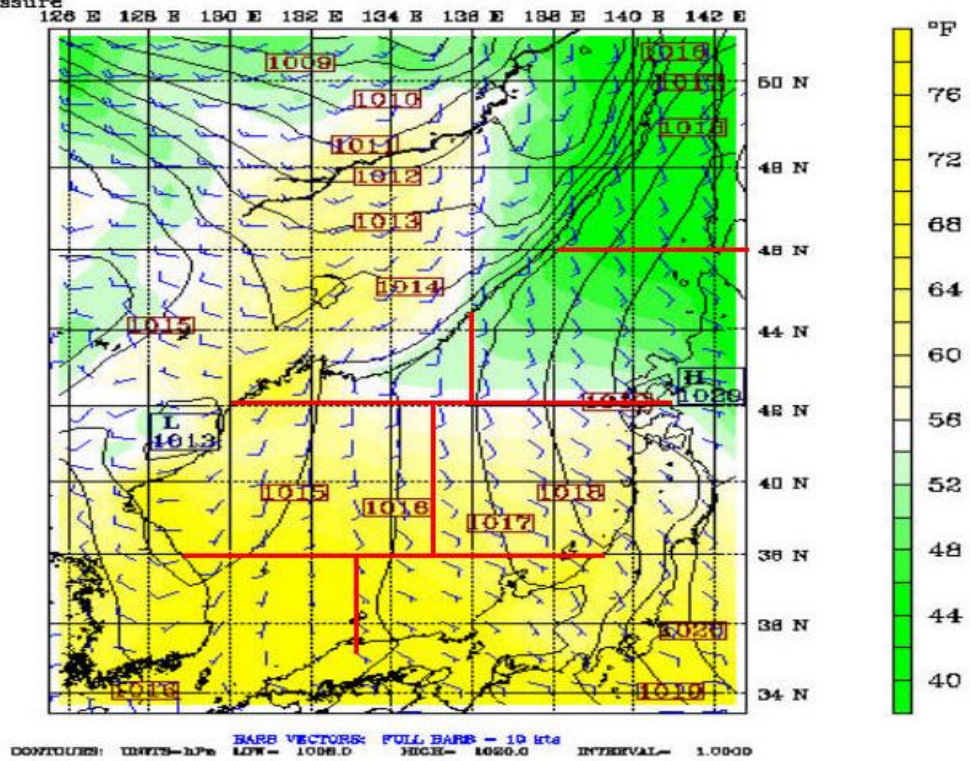 ssure
126 E 128 E 130 E 132 E 134 E 136 E 138 E 140 E 142 E
°F
1009
1016
50 N
1010
1017
76
1011
1018
72
48 N
1012
1013
68
46 N
1014
64
1015
44 N
60
H
1020
42 N
56
L
1013
40 N
52
1015
1016
1018
1017
38 N
48
44
36 N
1020
40
1016
1019
34 N
BARB VECTORS: FULL BARB = 10 kts
CONTOURS: UNITS=hPa LOW= 1008.0 HIGH= 1020.0 INTERVAL= 1.0000